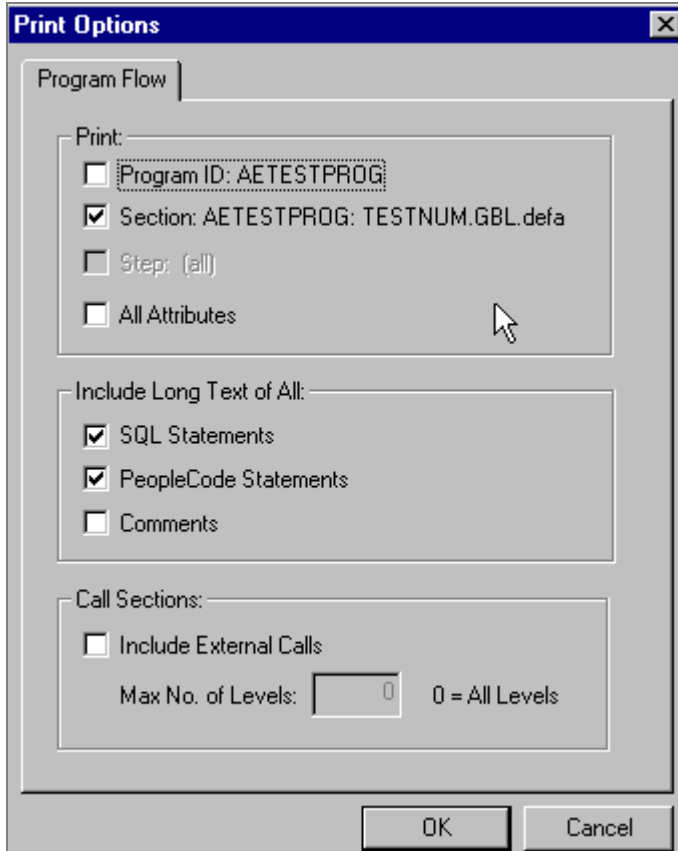 Print Options
Program Flow
Print:
Program ID: AETESTPROG
Section: AETESTPROG: TESTNUM.GBL.defa
Step: (all)
All Attributes
Include Long Text of All:
SQL Statements
PeopleCode Statements
Comments
Call Sections:
Include External Calls
Max No. of Levels: 0 0 = All Levels
OK Cancel